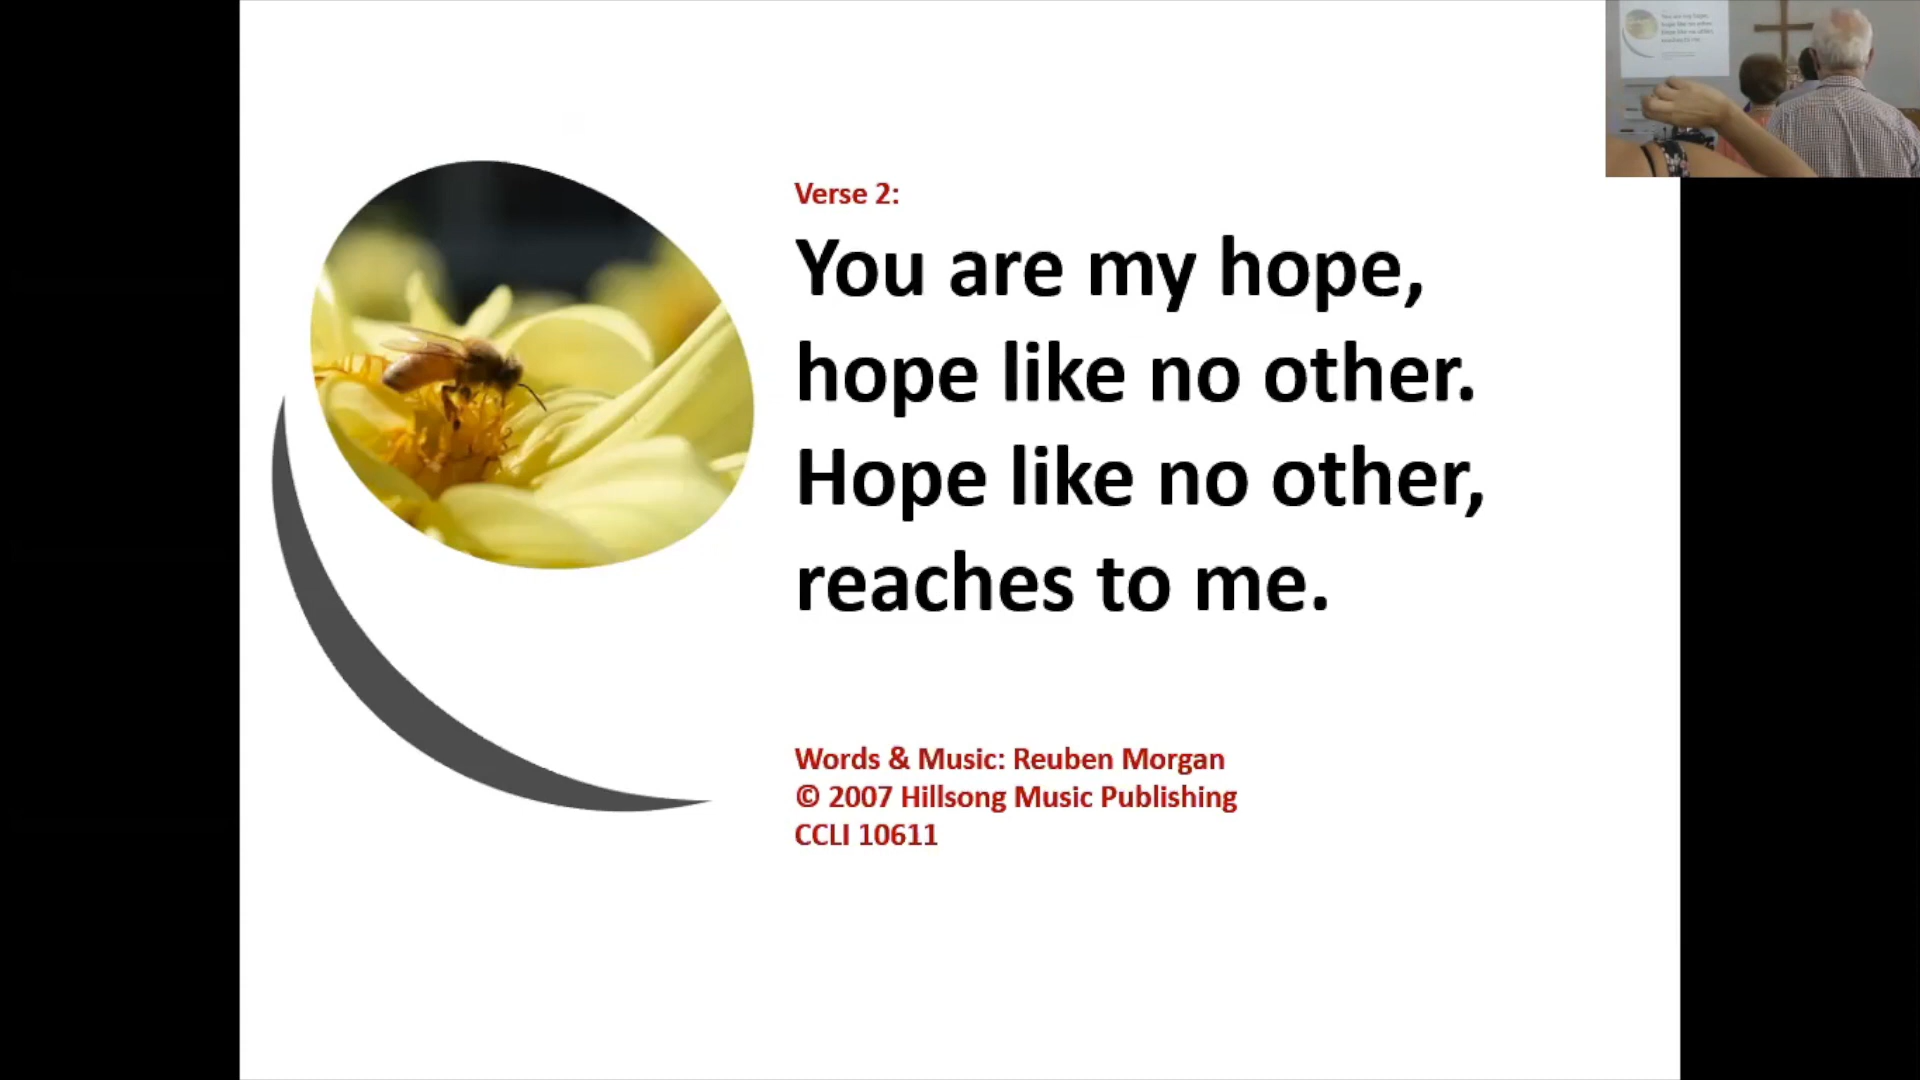 Verse 2:
You are my hope,
hope like no other.
Hope like no other,
reaches to me.
Words & Music: Reuben Morgan
© 2007 Hillsong Music Publishing
CCLI 10611